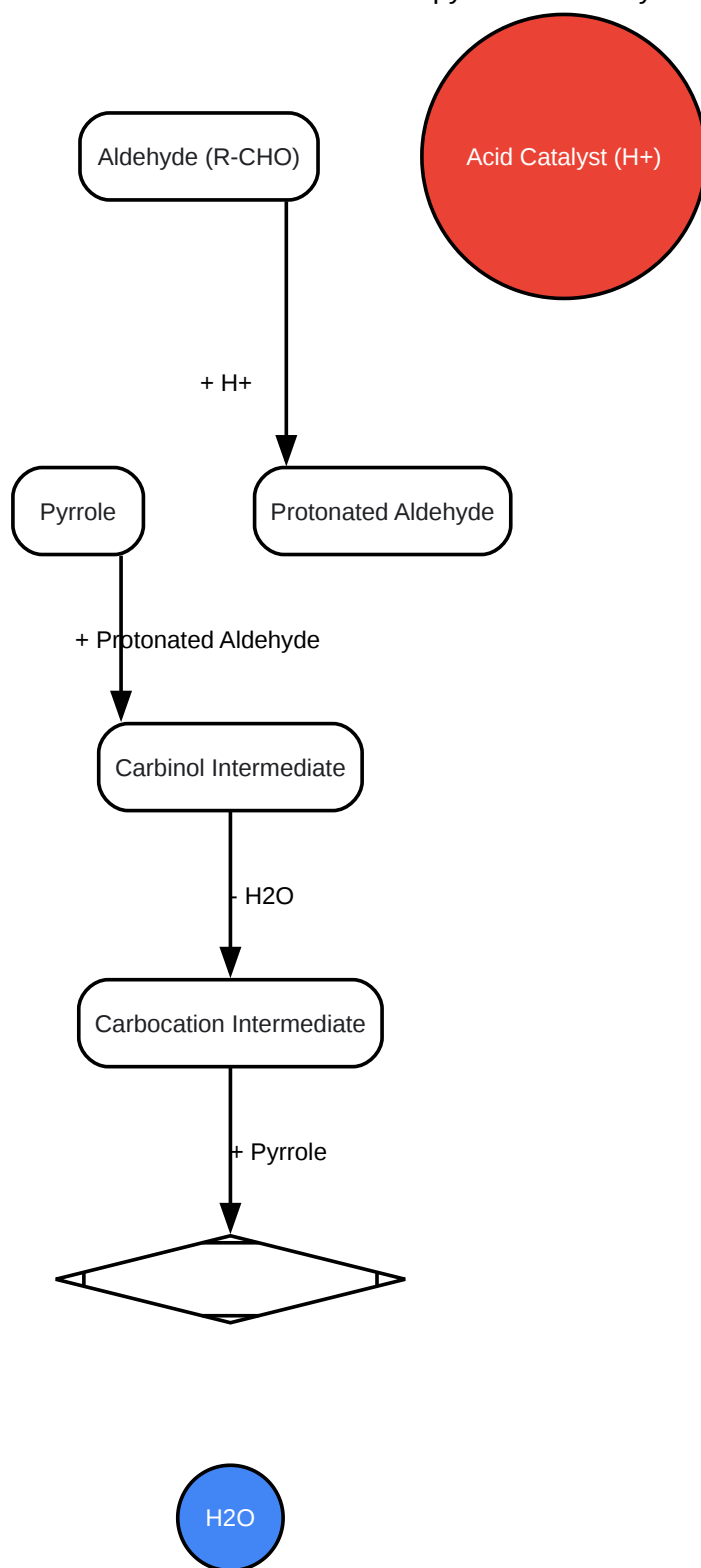 Aldehyde (R-CHO)
Acid Catalyst (H+)
+ H+
Pyrrole
Protonated Aldehyde
+ Protonated Aldehyde
Carbinol Intermediate
- H2O
Carbocation Intermediate
+ Pyrrole
H2O